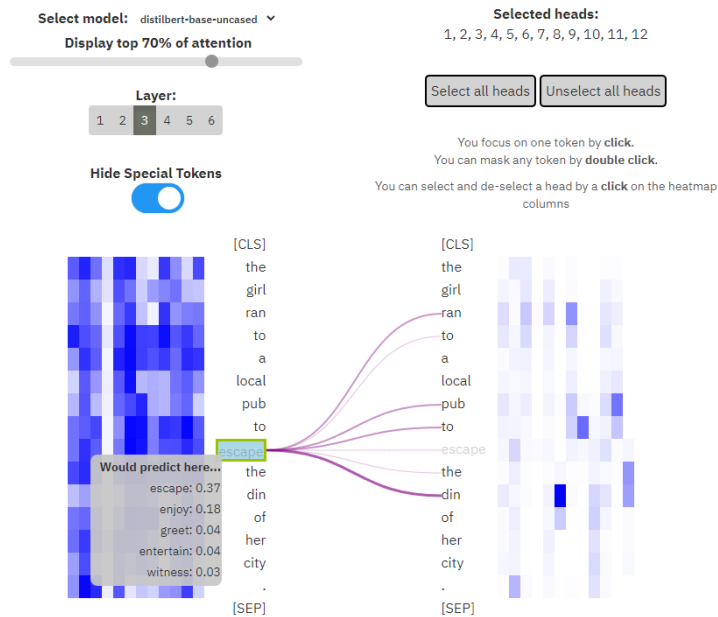 Select model: distilbert-base-uncased
Display top 70% of attention
Layer:
1 2 3 4 5 6
Hide Special Tokens
Selected heads:
1, 2, 3, 4, 5, 6, 7, 8, 9, 10, 11, 12
Select all heads Unselect all heads
You focus on one token by click.
You can mask any token by double click.
You can select and de-select a head by a click on the heatmap
columns
[CLS] [CLS]
the the
girl girl
ran ran
to to
a a
local local
pub pub
to to
escape escape
the the
din din
of of
her her
city city
. .
[SEP] [SEP]
Would predict here...
escape: 0.37
enjoy: 0.18
greet: 0.04
entertain: 0.04
witness: 0.03